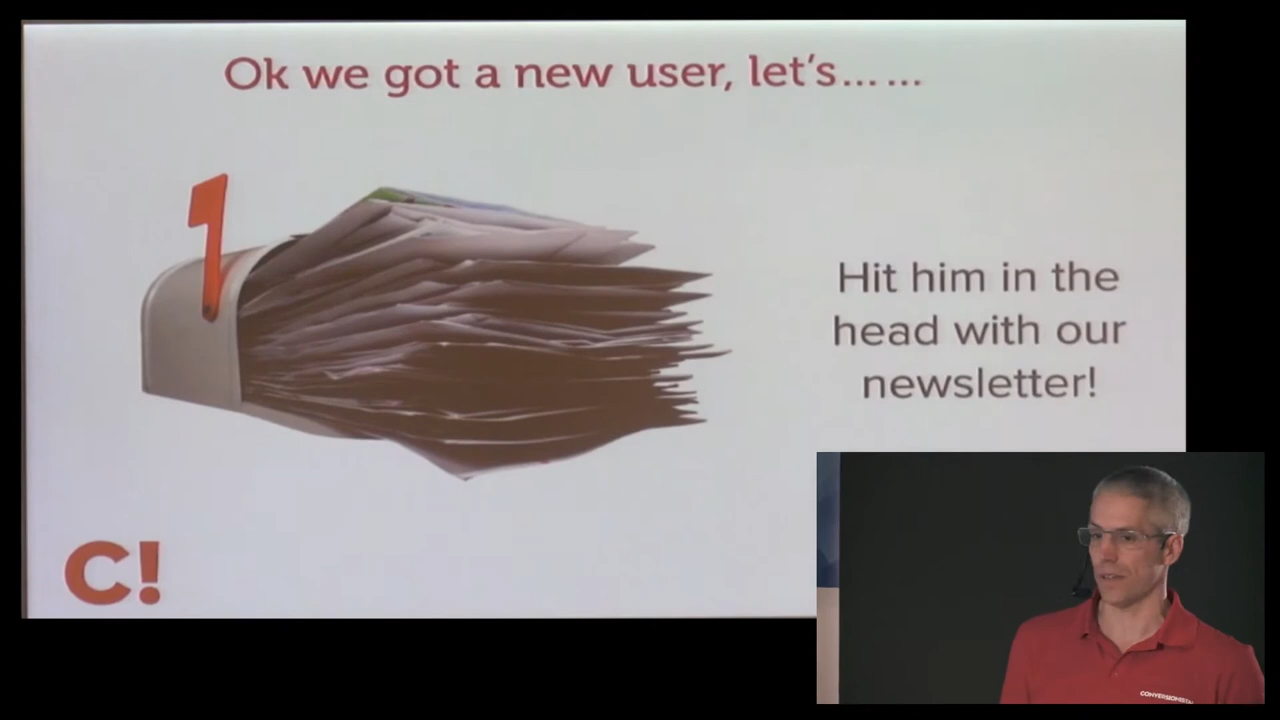 Ok we got a new user, let's... ...
Hit him in the
head with our
newsletter!
C!